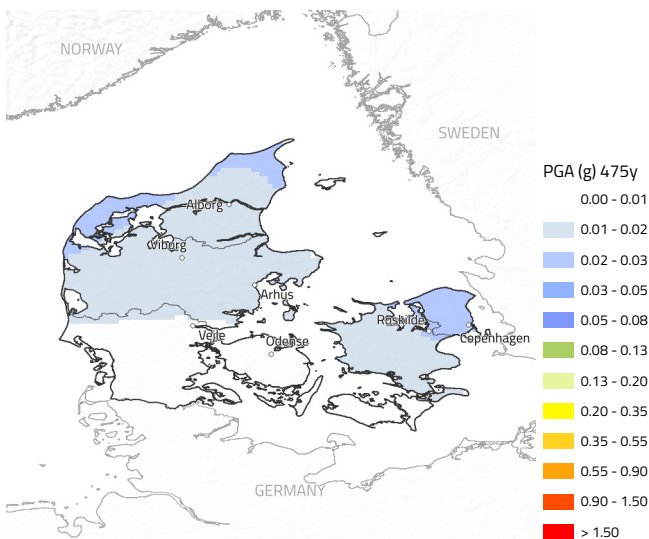 NORWAY
SWEDEN
Alborg
Wiborg
Arhus
Roskilde
Copenhagen
Vejle
Odense
GERMANY
PGA (g) 475y
0.00 - 0.01
0.01 - 0.02
0.02 - 0.03
0.03 - 0.05
0.05 - 0.08
0.08 - 0.13
0.13 - 0.20
0.20 - 0.35
0.35 - 0.55
0.55 - 0.90
0.90 - 1.50
> 1.50